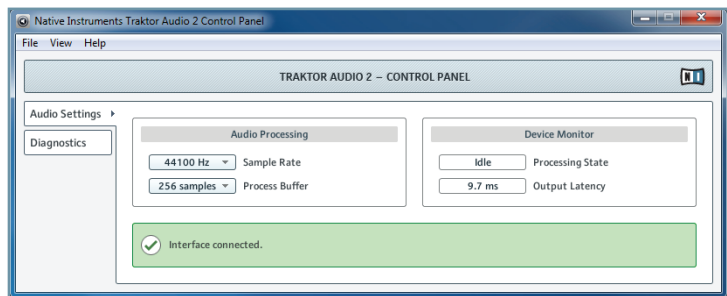 Native Instruments Traktor Audio 2 Control Panel
File View Help
TRAKTOR AUDIO 2 – CONTROL PANEL
NI
Audio Settings
Diagnostics
Audio Processing
44100 Hz Sample Rate
256 samples Process Buffer
Device Monitor
Idle Processing State
9.7 ms Output Latency
Interface connected.